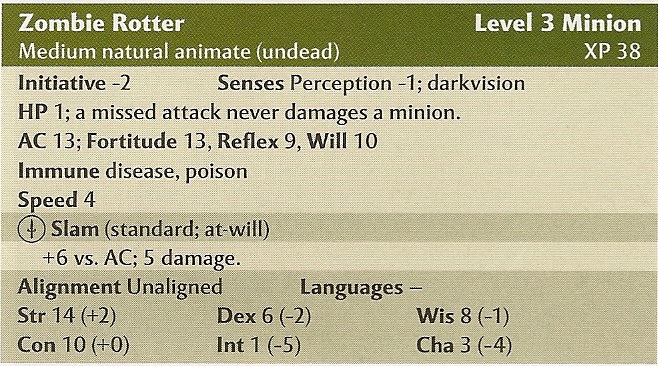 Zombie Rotter Level 3 Minion
Medium natural animate (undead) XP 38
Initiative -2 Senses Perception -1; darkvision
HP 1; a missed attack never damages a minion.
AC 13; Fortitude 13, Reflex 9, Will 10
Immune disease, poison
Speed 4
Slam (standard; at-will)
+6 vs. AC; 5 damage.
Alignment Unaligned Languages –
Str 14 (+2) Dex 6 (-2) Wis 8 (-1)
Con 10 (+0) Int 1 (-5) Cha 3 (-4)